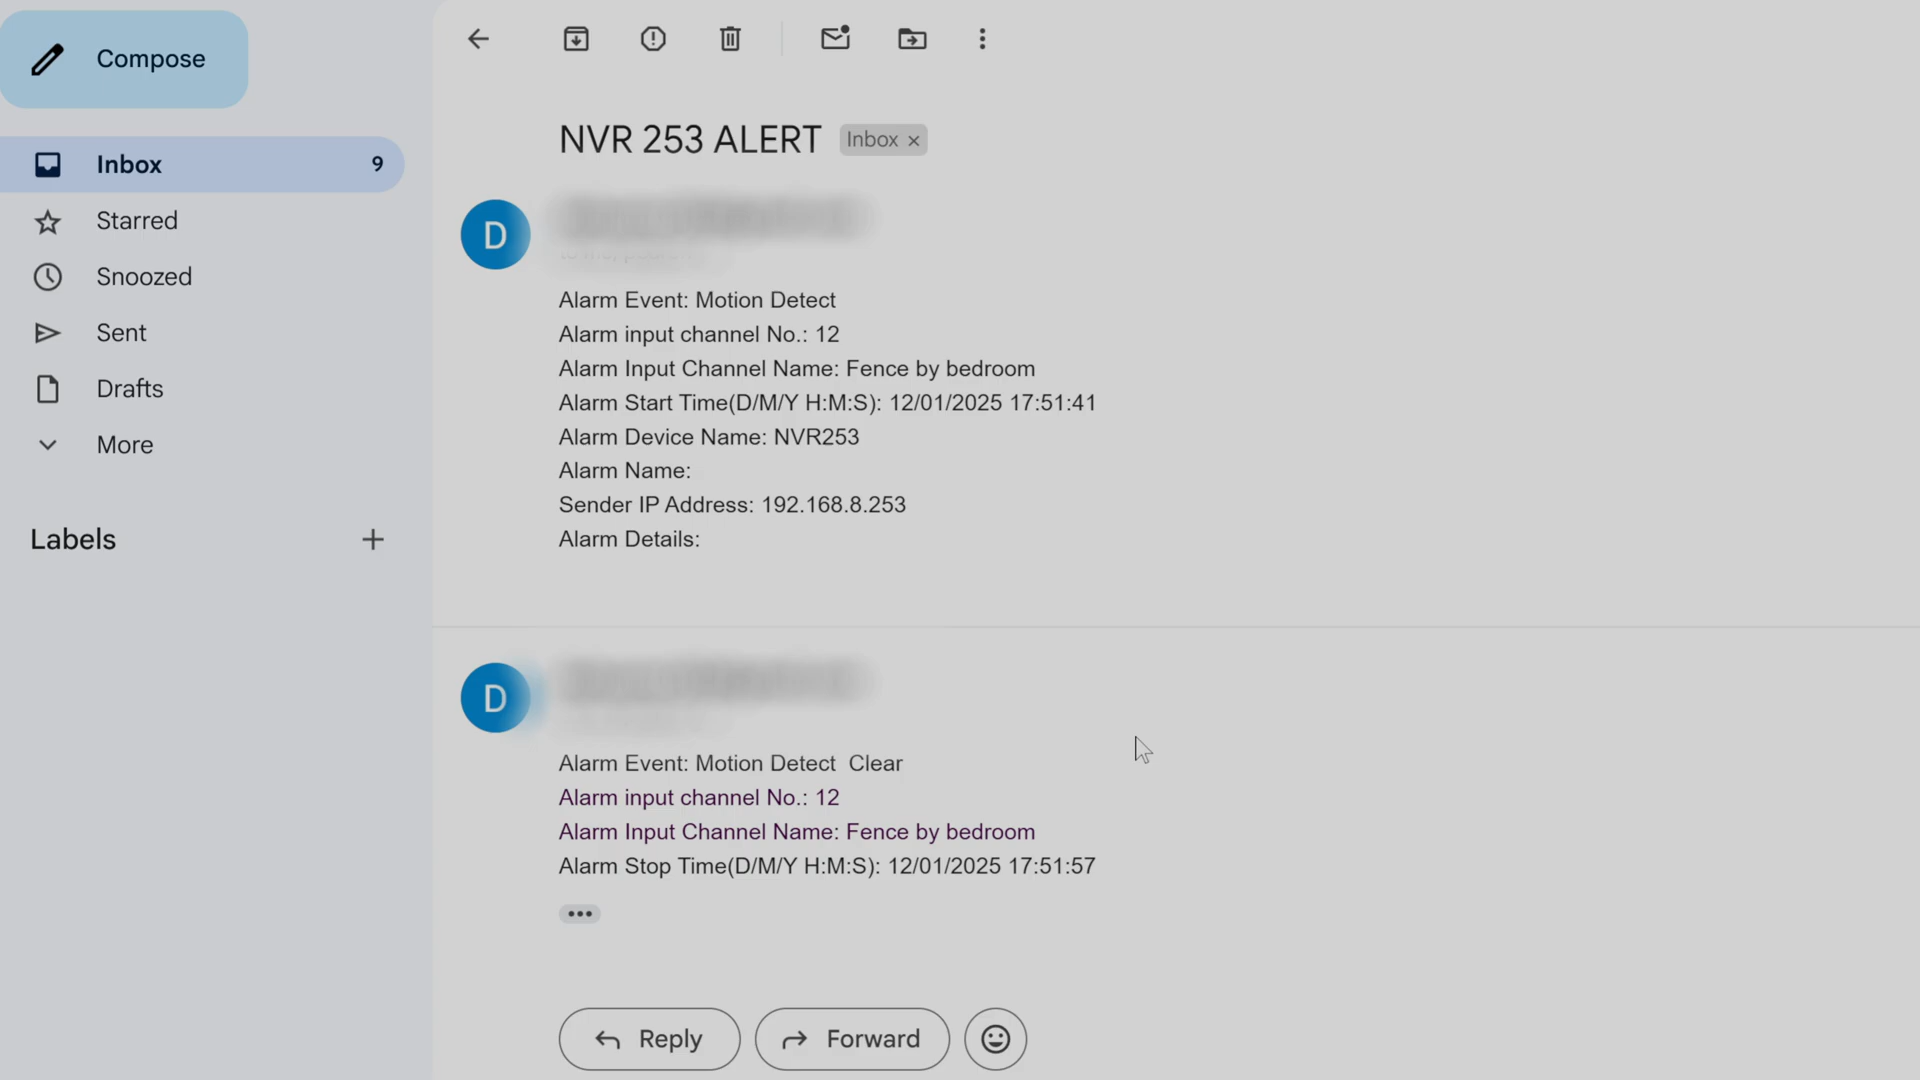 Compose
Inbox 9
Starred
Snoozed
Sent
Drafts
More
Labels
NVR 253 ALERT Inbox ×
D
Alarm Event: Motion Detect
Alarm input channel No.: 12
Alarm Input Channel Name: Fence by bedroom
Alarm Start Time(D/M/Y H:M:S): 12/01/2025 17:51:41
Alarm Device Name: NVR253
Alarm Name:
Sender IP Address: 192.168.8.253
Alarm Details:
D
Alarm Event: Motion Detect  Clear
Alarm input channel No.: 12
Alarm Input Channel Name: Fence by bedroom
Alarm Stop Time(D/M/Y H:M:S): 12/01/2025 17:51:57
Reply Forward